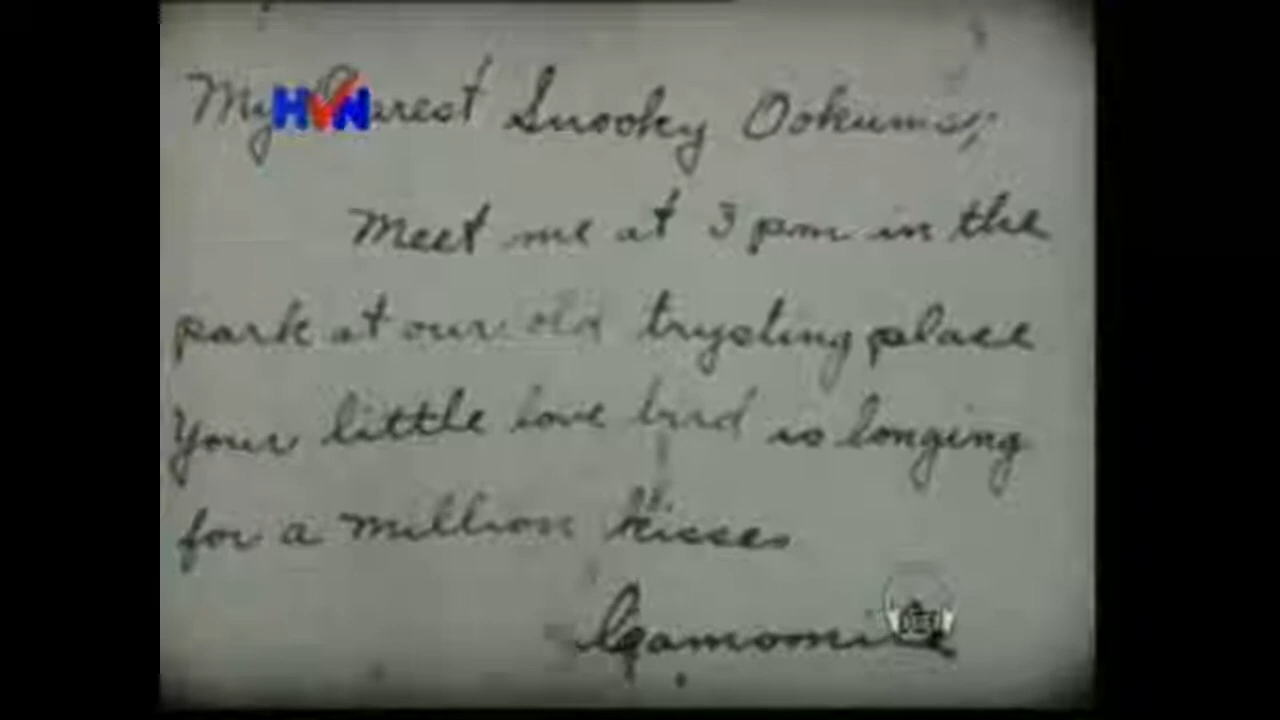 My Dearest Snooky Ookums,
HVN
Meet me at 3 pm in the
park at our old trysting place
Your little love bird is longing
for a million kisses